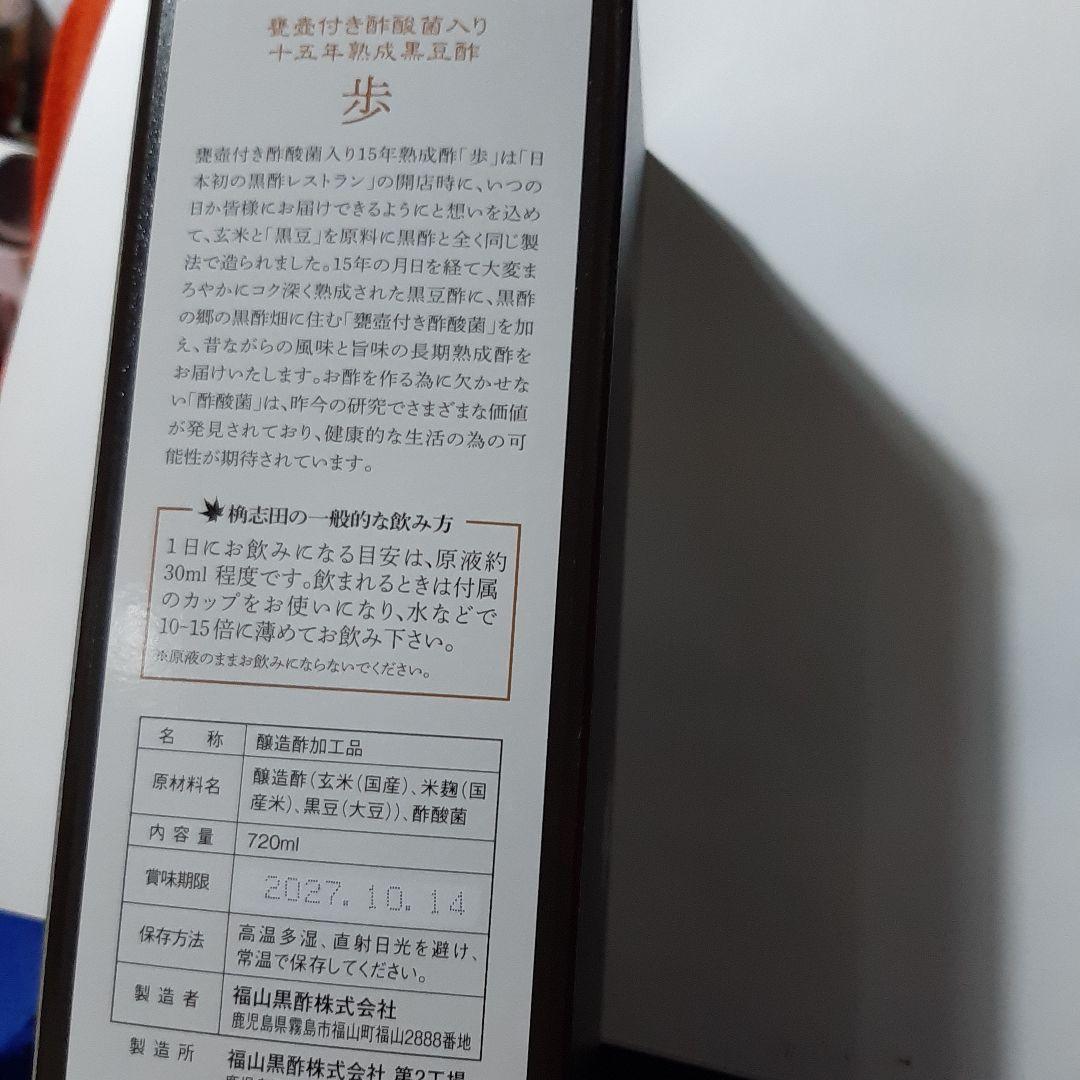 甕壺付き酢酸菌入り
十五年熟成黒豆酢
歩
甕壺付き酢酸菌入り15年熟成酢「歩」は「日
本初の黒酢レストラン」の開店時に、いつの
日か皆様にお届けできるようにと想いを込め
て、玄米と「黒豆」を原料に黒酢と全く同じ製
法で造られました。15年の月日を経て大変ま
ろやかにコク深く熟成された黒豆酢に、黒酢
の郷の黒酢畑に住む「甕壺付き酢酸菌」を加
え、昔ながらの風味と旨味の長期熟成酢を
お届けいたします。お酢を作る為に欠かせな
い「酢酸菌」は、昨今の研究でさまざまな価値
が発見されており、健康的な生活の為の可
能性が期待されています。
桷志田の一般的な飲み方
1日にお飲みになる目安は、原液約
30ml 程度です。飲まれるときは付属
のカップをお使いになり、水などで
10-15倍に薄めてお飲み下さい。
※原液のままお飲みにならないでください。
名 称 醸造酢加工品
原材料名 醸造酢(玄米(国産)、米麹(国
産米)、黒豆(大豆))、酢酸菌
内容量 720ml
賞味期限 2027.10.14
保存方法 高温多湿、直射日光を避け、
常温で保存してください。
製造者 福山黒酢株式会社
鹿児島県霧島市福山町福山2888番地
製造所 福山黒酢株式会社 第2工場